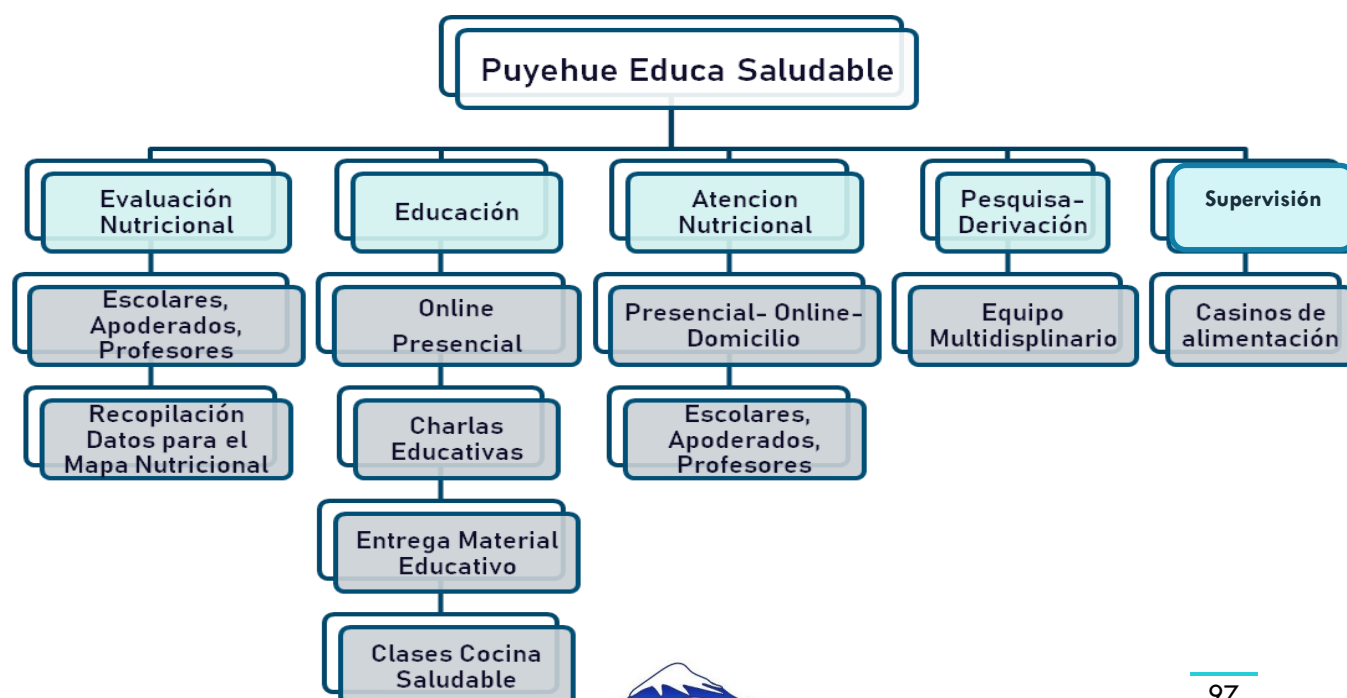 Puyehue Educa Saludable
Evaluación
Nutricional
Educación
Atencion
Nutricional
Pesquisa-
Derivación
Supervisión
Escolares,
Apoderados,
Profesores
Online
Presencial
Presencial- Online-
Domicilio
Equipo
Multidisplinario
Casinos de
alimentación
Recopilación
Datos para el
Mapa Nutricional
Charlas
Educativas
Escolares,
Apoderados,
Profesores
Entrega Material
Educativo
Clases Cocina
Saludable
97